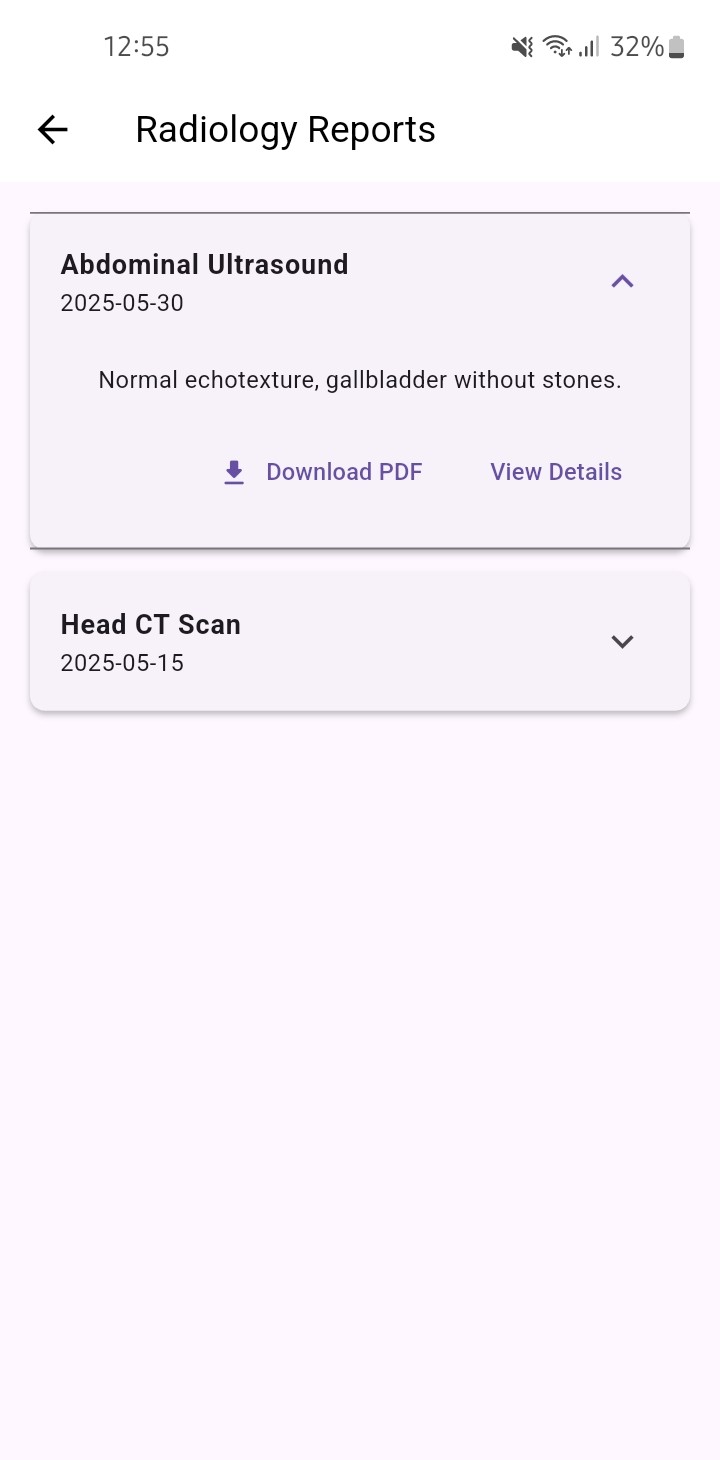 12:55
32%
Radiology Reports
Abdominal Ultrasound
2025-05-30
Normal echotexture, gallbladder without stones.
Download PDF
View Details
Head CT Scan
2025-05-15